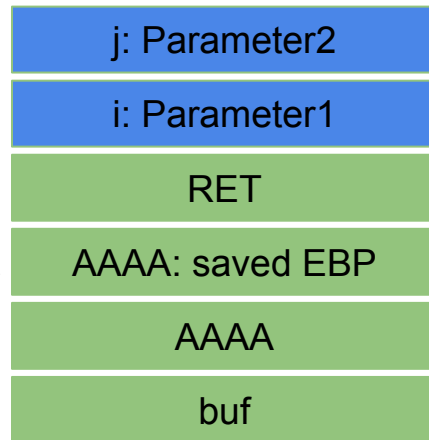 j: Parameter2
i: Parameter1
RET
AAAA: saved EBP
AAAA
buf